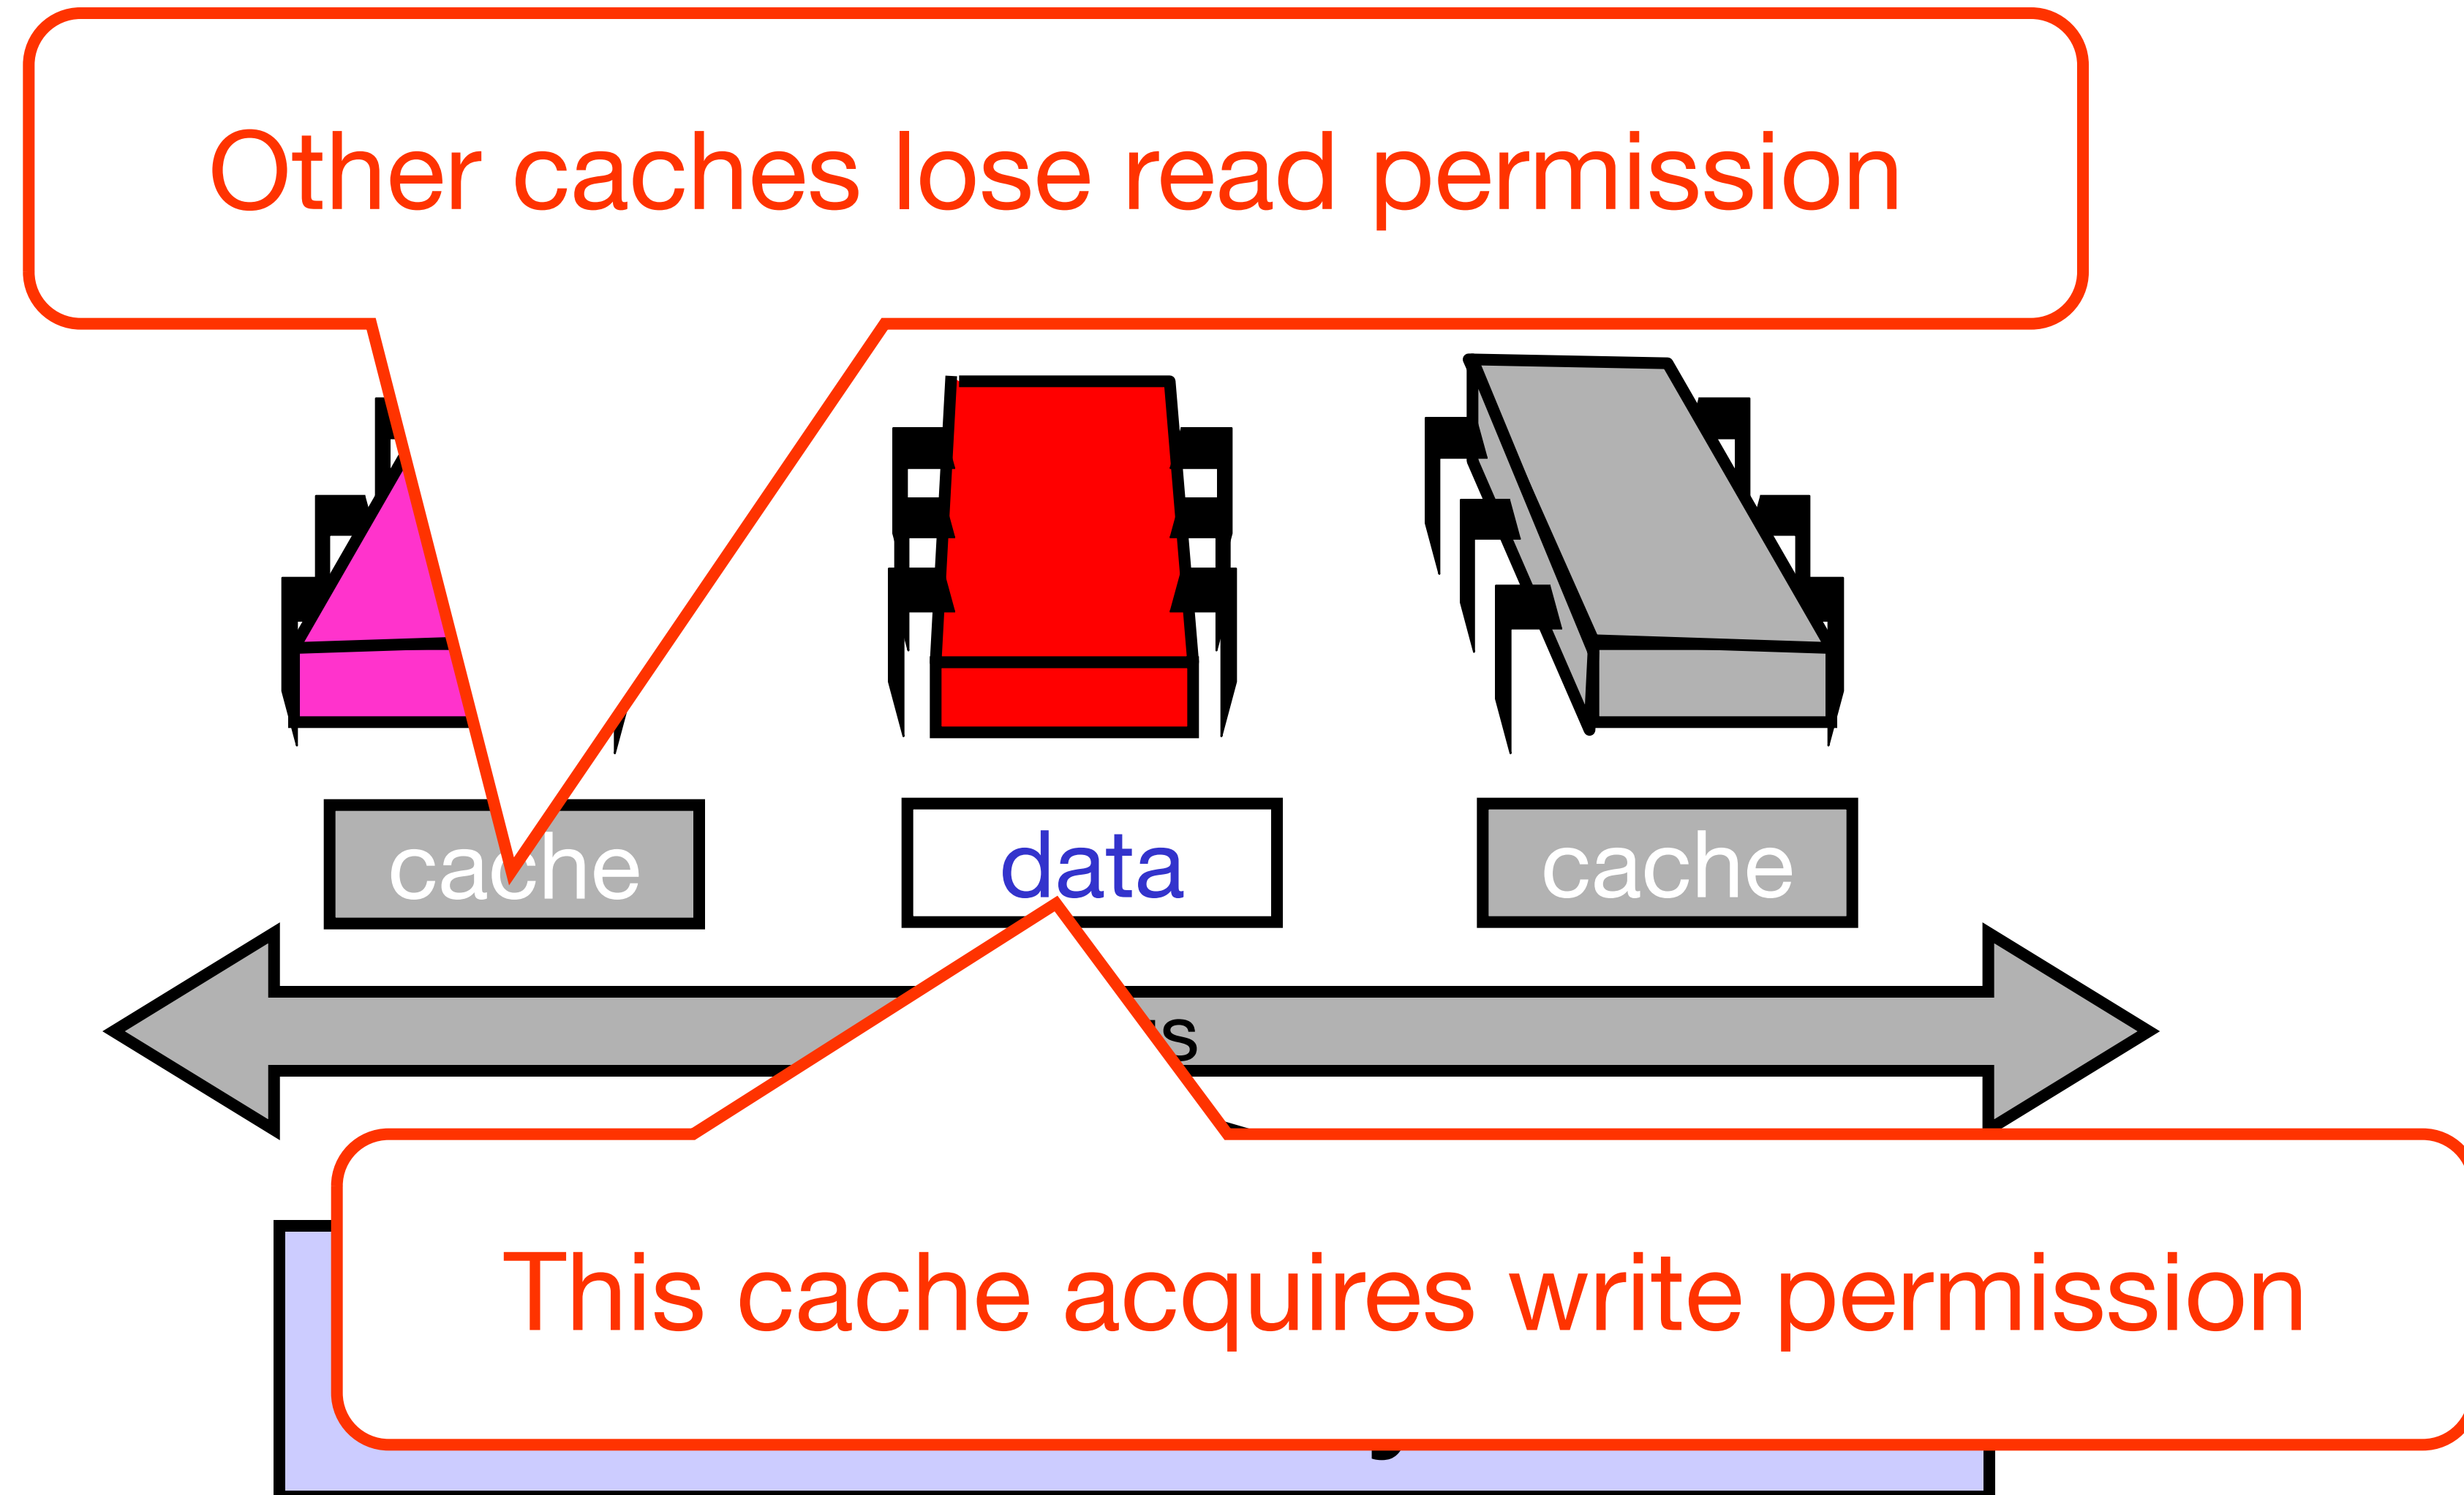 Other caches lose read permission
cache
data
cache
This cache acquires write permission